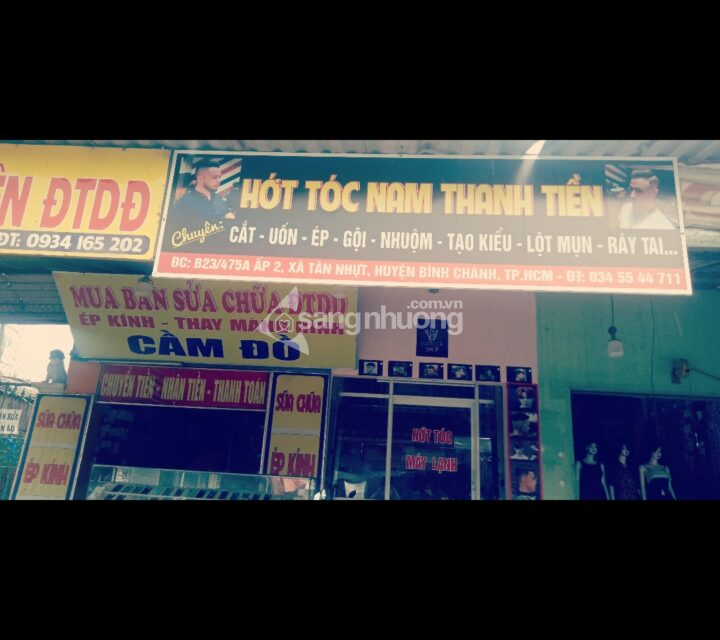 ỆN ĐTDĐ
ĐT: 0934 165 202
HỚT TÓC NAM THANH TIỀN
Chuyên:
CẮT - UỐN - ÉP - GỘI - NHUỘM - TẠO KIỂU - LỘT MỤN - RÁY TAI...
ĐC: B23/475A ẤP 2, XÃ TÂN NHỰT, HUYỆN BÌNH CHÁNH, TP.HCM - ĐT: 034 55 44 711
MUA BÁN SỬA CHỮA ĐTDĐ
ÉP KÍNH - THAY MÀN HÌNH
CẦM ĐỒ
sangnhuong
.com.vn
CHUYỂN TIỀN - NHẬN TIỀN - THANH TOÁN
SỬA CHỮA
ÉP KÍNH
SỬA CHỮA
ÉP KÍNH
SHOP
HỚT TÓC
MÁY LẠNH